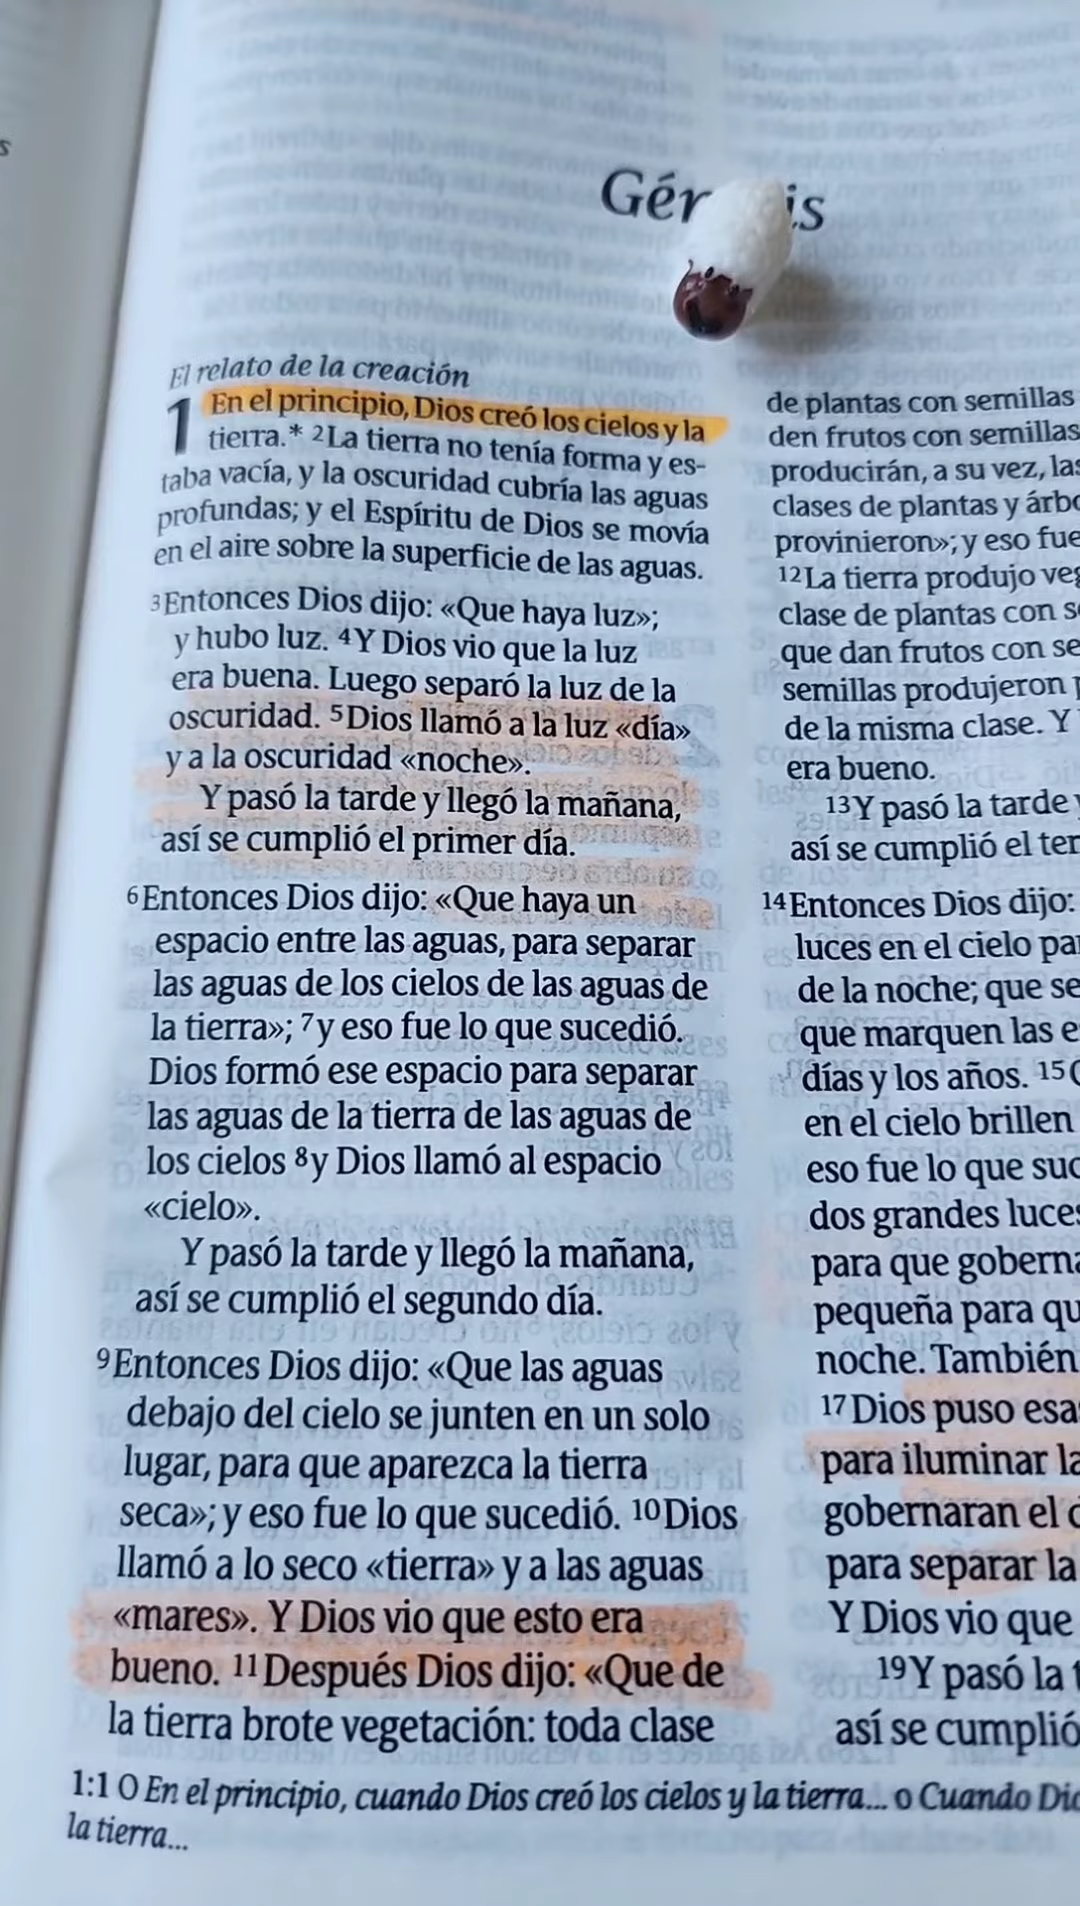 El relato de la creación
1 En el principio, Dios creó los cielos y la
tierra.* 2La tierra no tenía forma y es-
taba vacía, y la oscuridad cubría las aguas
profundas; y el Espíritu de Dios se movía
en el aire sobre la superficie de las aguas.
3Entonces Dios dijo: «Que haya luz»;
y hubo luz. 4Y Dios vio que la luz
era buena. Luego separó la luz de la
oscuridad. 5Dios llamó a la luz «día»
y a la oscuridad «noche».
Y pasó la tarde y llegó la mañana,
así se cumplió el primer día.
6Entonces Dios dijo: «Que haya un
espacio entre las aguas, para separar
las aguas de los cielos de las aguas de
la tierra»; 7y eso fue lo que sucedió.
Dios formó ese espacio para separar
las aguas de la tierra de las aguas de
los cielos 8y Dios llamó al espacio
«cielo».
Y pasó la tarde y llegó la mañana,
así se cumplió el segundo día.
9Entonces Dios dijo: «Que las aguas
debajo del cielo se junten en un solo
lugar, para que aparezca la tierra
seca»; y eso fue lo que sucedió. 10Dios
llamó a lo seco «tierra» y a las aguas
«mares». Y Dios vio que esto era
bueno. 11Después Dios dijo: «Que de
la tierra brote vegetación: toda clase
de plantas con semillas
den frutos con semillas
producirán, a su vez, las
clases de plantas y
provinieron»; y eso fue
12La tierra produjo
clase de plantas con
que dan frutos con
semillas produjeron
de la misma clase. Y
era bueno.
13Y pasó la tarde
así se cumplió el
14Entonces Dios dijo:
luces en el cielo
de la noche; que
que marquen las
días y los años. 15
en el cielo brillen
eso fue lo que
dos grandes luces
para que
pequeña para
noche. También
17Dios puso
para iluminar
gobernaran el
para separar la
Y Dios vio que
19Y pasó la
así se cumplió
1:1 O En el principio, cuando Dios creó los cielos y la tierra... o Cuando
la tierra...